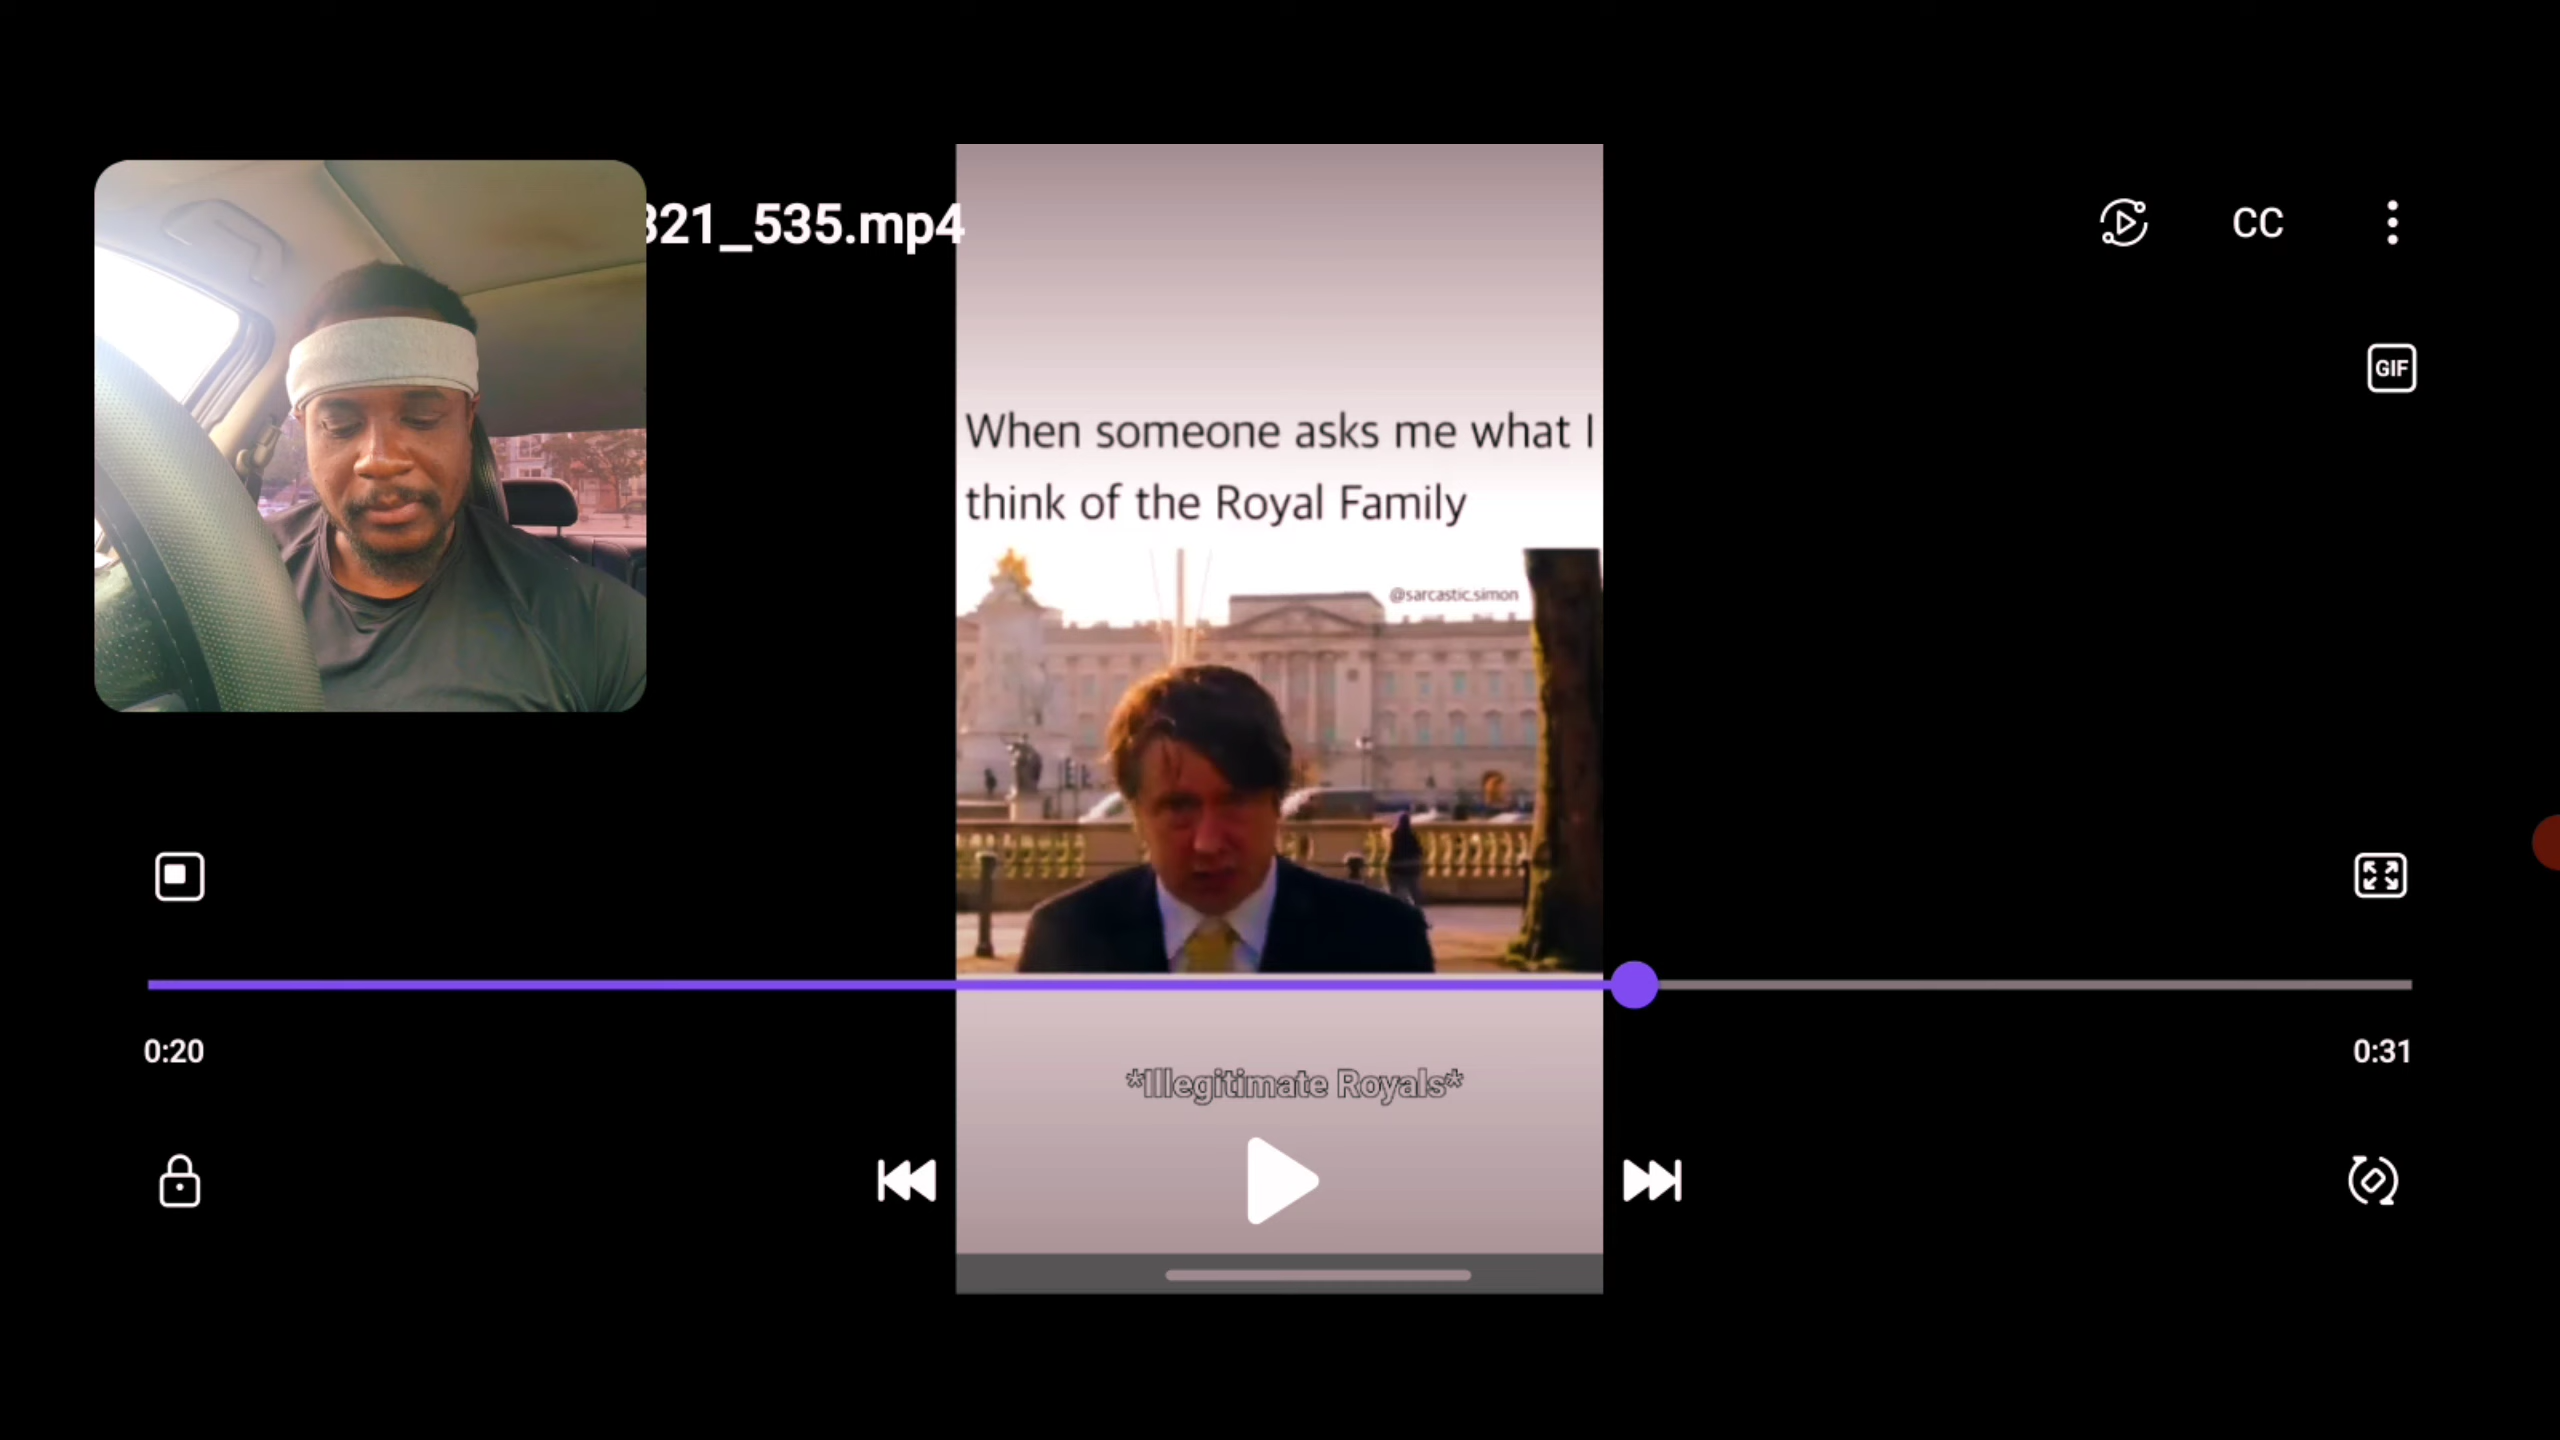 321_535.mp4
CC
GIF
When someone asks me what I
think of the Royal Family
@sarcastic.simon
0:20
0:31
*Illegitimate Royals*